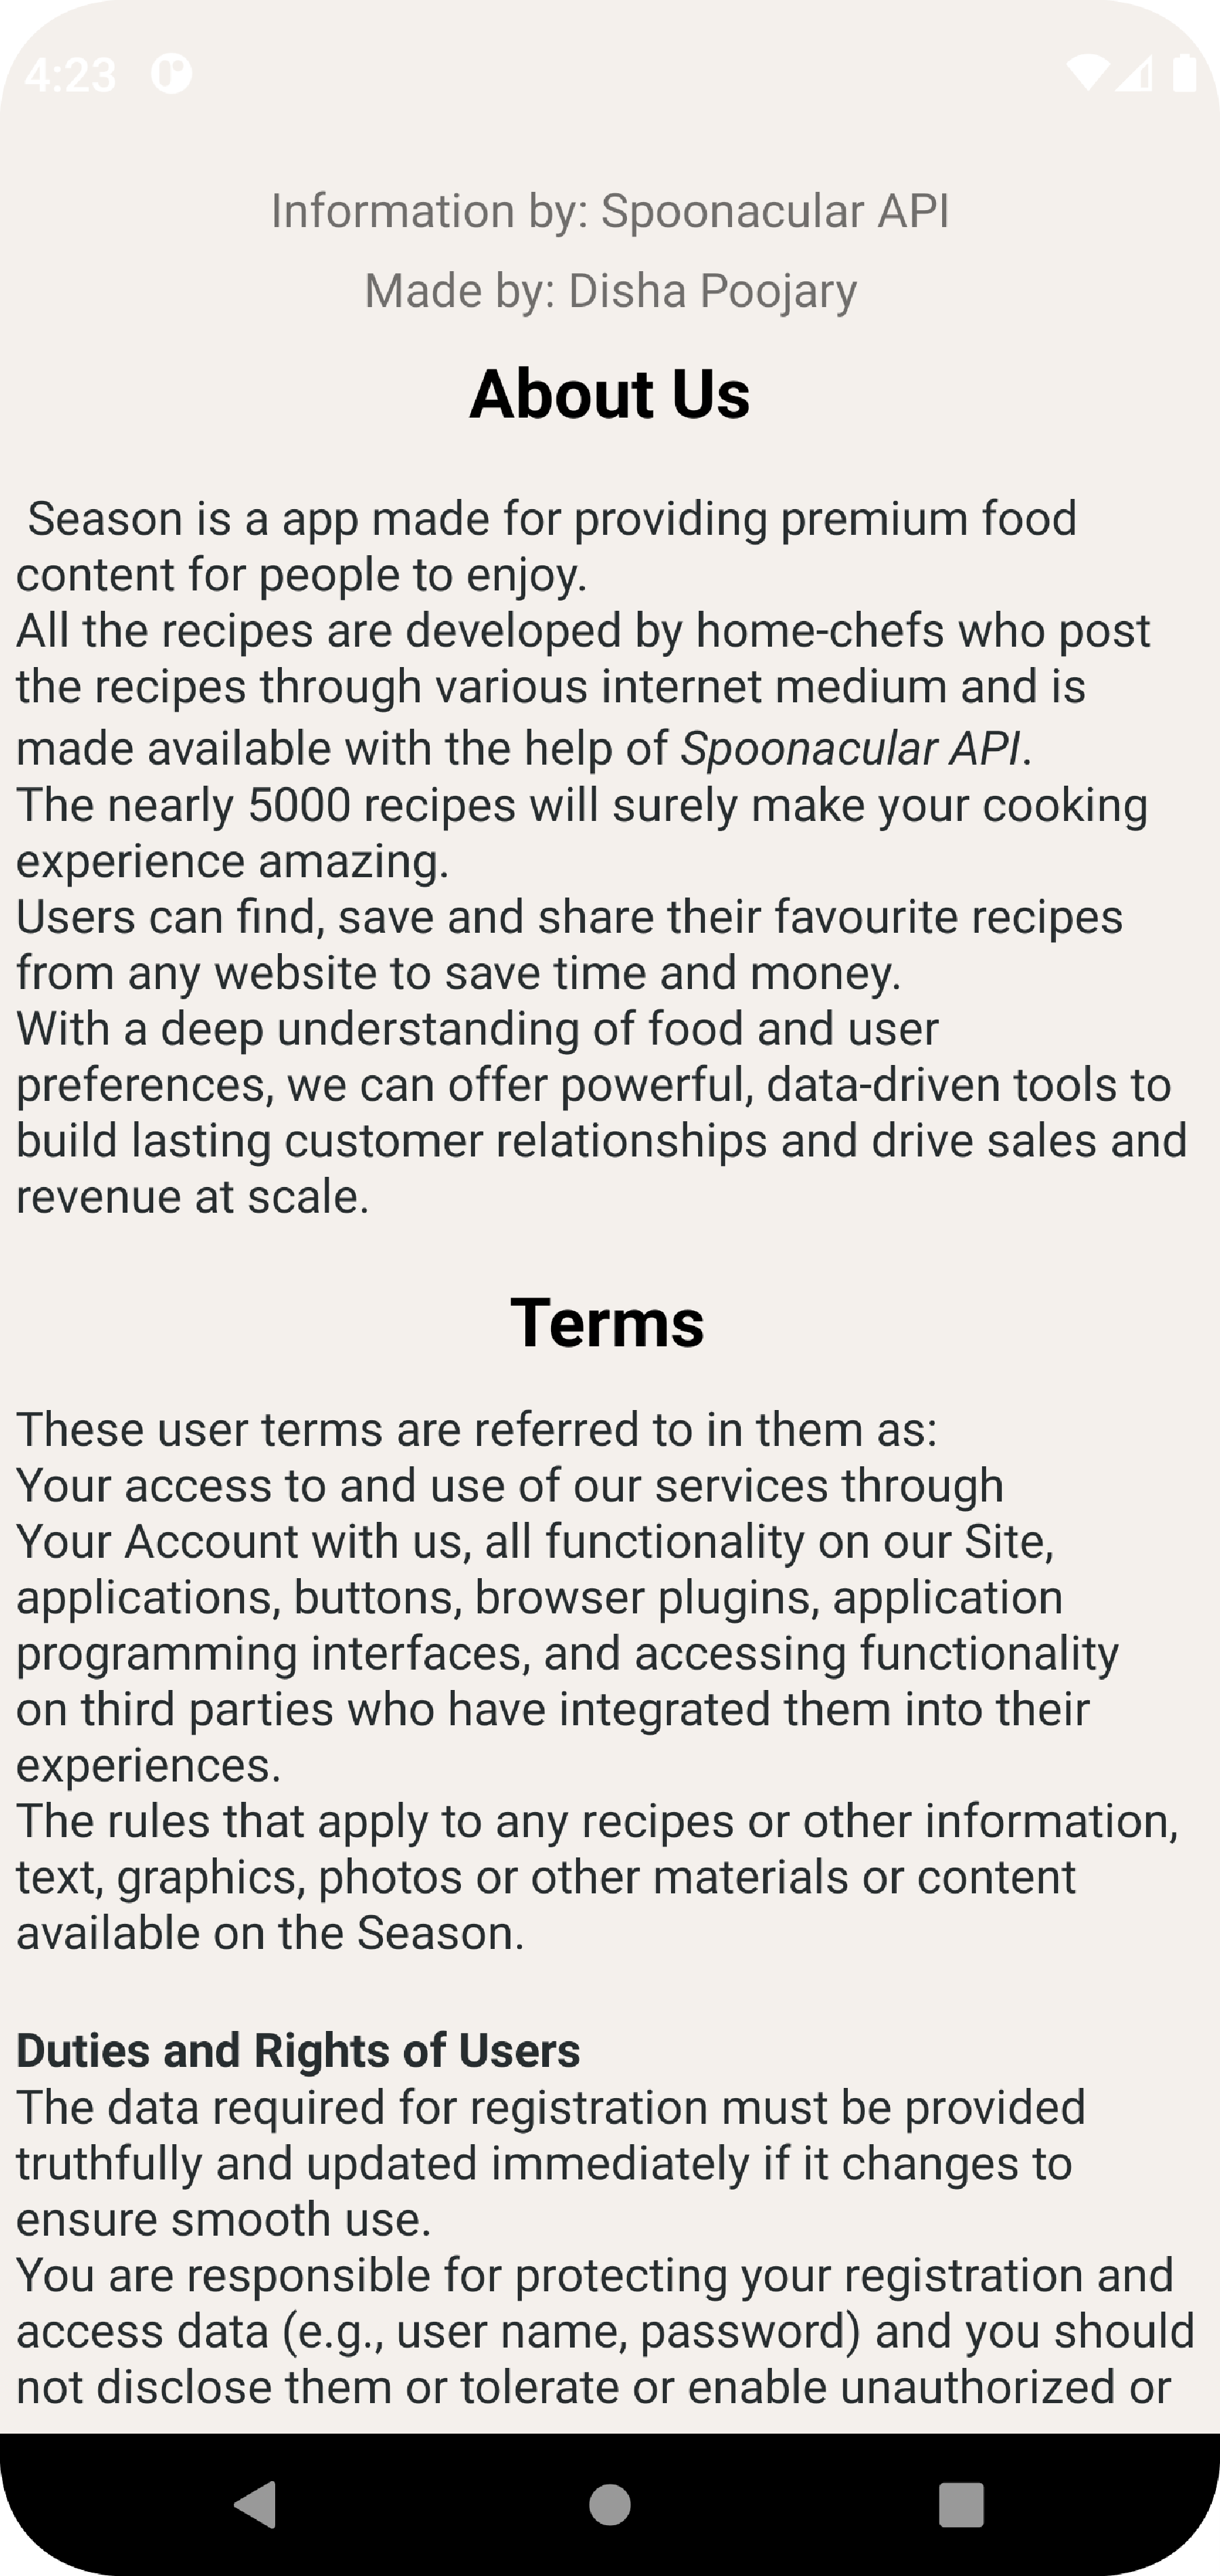 4:23
Information by: Spoonacular API
Made by: Disha Poojary
About Us
Season is a app made for providing premium food
content for people to enjoy.
All the recipes are developed by home-chefs who post
the recipes through various internet medium and is
made available with the help of Spoonacular API.
The nearly 5000 recipes will surely make your cooking
experience amazing.
Users can find, save and share their favourite recipes
from any website to save time and money.
With a deep understanding of food and user
preferences, we can offer powerful, data-driven tools to
build lasting customer relationships and drive sales and
revenue at scale.
Terms
These user terms are referred to in them as:
Your access to and use of our services through
Your Account with us, all functionality on our Site,
applications, buttons, browser plugins, application
programming interfaces, and accessing functionality
on third parties who have integrated them into their
experiences.
The rules that apply to any recipes or other information,
text, graphics, photos or other materials or content
available on the Season.
Duties and Rights of Users
The data required for registration must be provided
truthfully and updated immediately if it changes to
ensure smooth use.
You are responsible for protecting your registration and
access data (e.g., user name, password) and you should
not disclose them or tolerate or enable unauthorized or